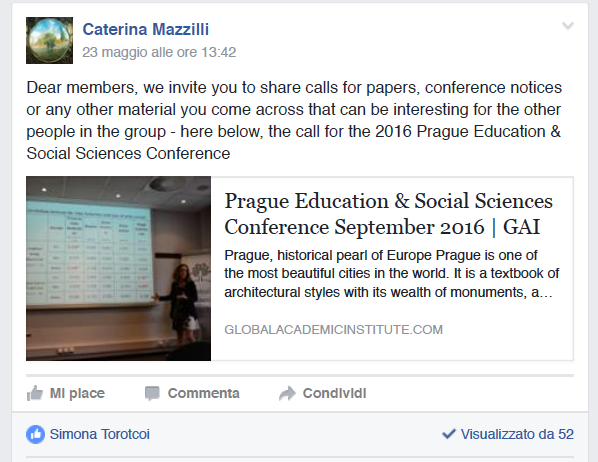 Caterina Mazzilli
23 maggio alle ore 13:42
Dear members, we invite you to share calls for papers, conference notices
or any other material you come across that can be interesting for the other
people in the group - here below, the call for the 2016 Prague Education &
Social Sciences Conference
Prague Education & Social Sciences
Conference September 2016 | GAI
Prague, historical pearl of Europe Prague is one of
the most beautiful cities in the world. It is a textbook of
architectural styles with its wealth of monuments, a…
GLOBALACADEMICINSTITUTE.COM
Mi piace Commenta Condividi
Simona Torotcoi Visualizzato da 52